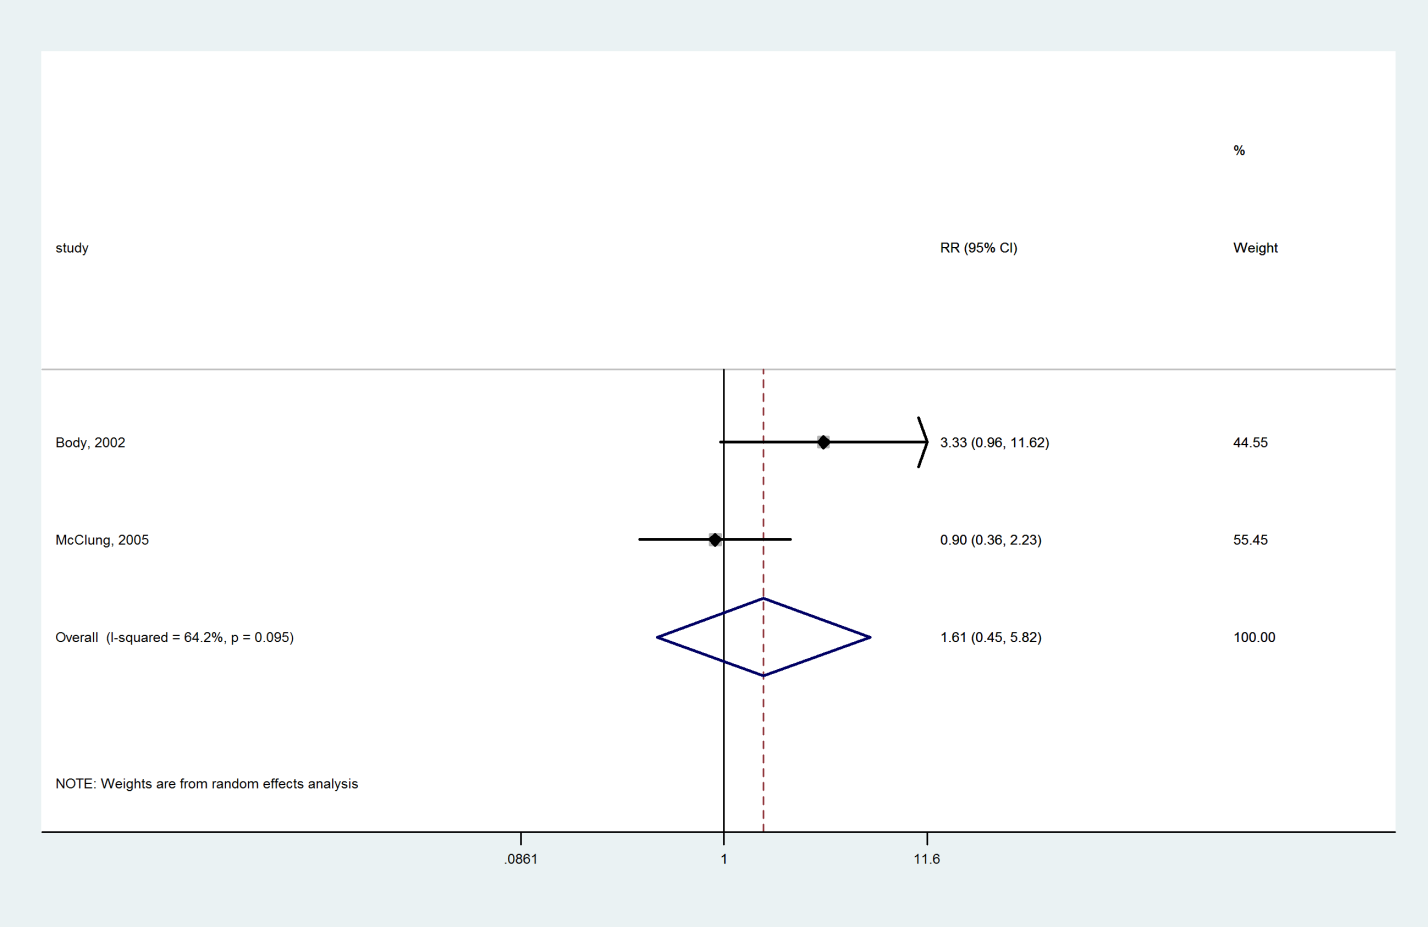 %
study RR (95% CI) Weight
Body, 2002 3.33 (0.96, 11.62) 44.55
McClung, 2005 0.90 (0.36, 2.23) 55.45
Overall (I-squared = 64.2%, p = 0.095) 1.61 (0.45, 5.82) 100.00
NOTE: Weights are from random effects analysis
.0861 1 11.6